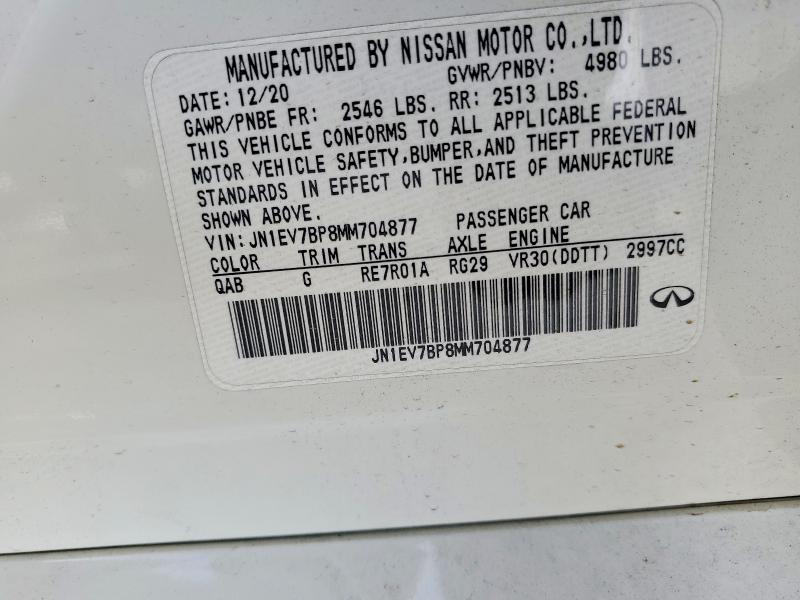 MANUFACTURED BY NISSAN MOTOR CO.,LTD.
DATE: 12/20 GVWR/PNBV: 4980 LBS.
GAWR/PNBE FR: 2546 LBS. RR: 2513 LBS.
THIS VEHICLE CONFORMS TO ALL APPLICABLE FEDERAL
MOTOR VEHICLE SAFETY,BUMPER,AND THEFT PREVENTION
STANDARDS IN EFFECT ON THE DATE OF MANUFACTURE
SHOWN ABOVE.
VIN: JN1EV7BP8MM704877 PASSENGER CAR
COLOR TRIM TRANS AXLE ENGINE
QAB G RE7R01A RG29 VR30(DDTT) 2997CC
JN1EV7BP8MM704877